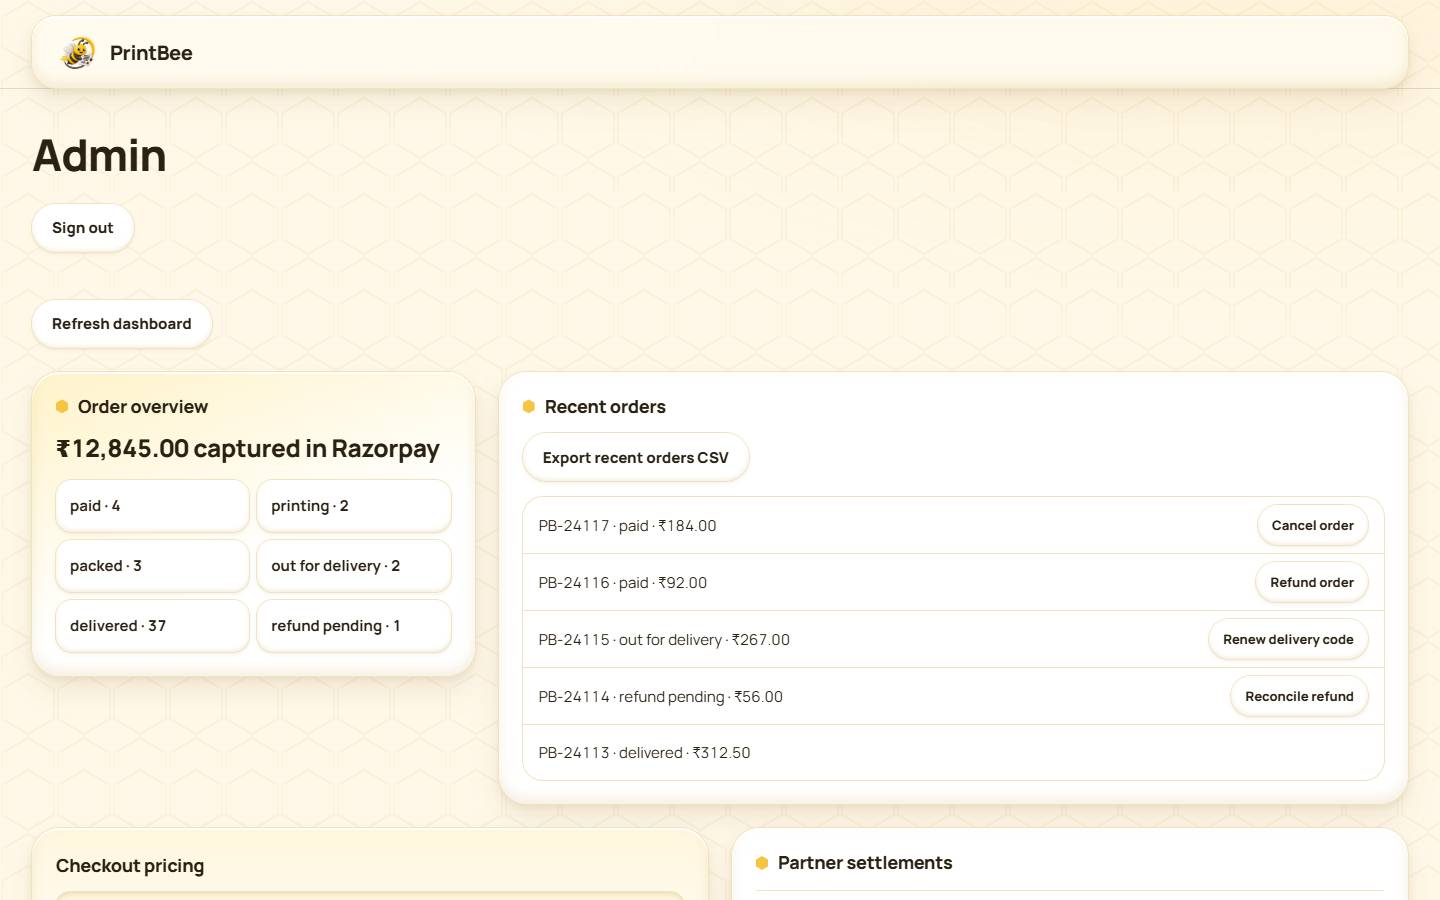 PrintBee
Admin
Sign out
Refresh dashboard
Order overview
₹12,845.00 captured in Razorpay
paid · 4
printing · 2
packed · 3
out for delivery · 2
delivered · 37
refund pending · 1
Recent orders
Export recent orders CSV
PB-24117 · paid · ₹184.00
Cancel order
PB-24116 · paid · ₹92.00
Refund order
PB-24115 · out for delivery · ₹267.00
Renew delivery code
PB-24114 · refund pending · ₹56.00
Reconcile refund
PB-24113 · delivered · ₹312.50
Checkout pricing
Partner settlements